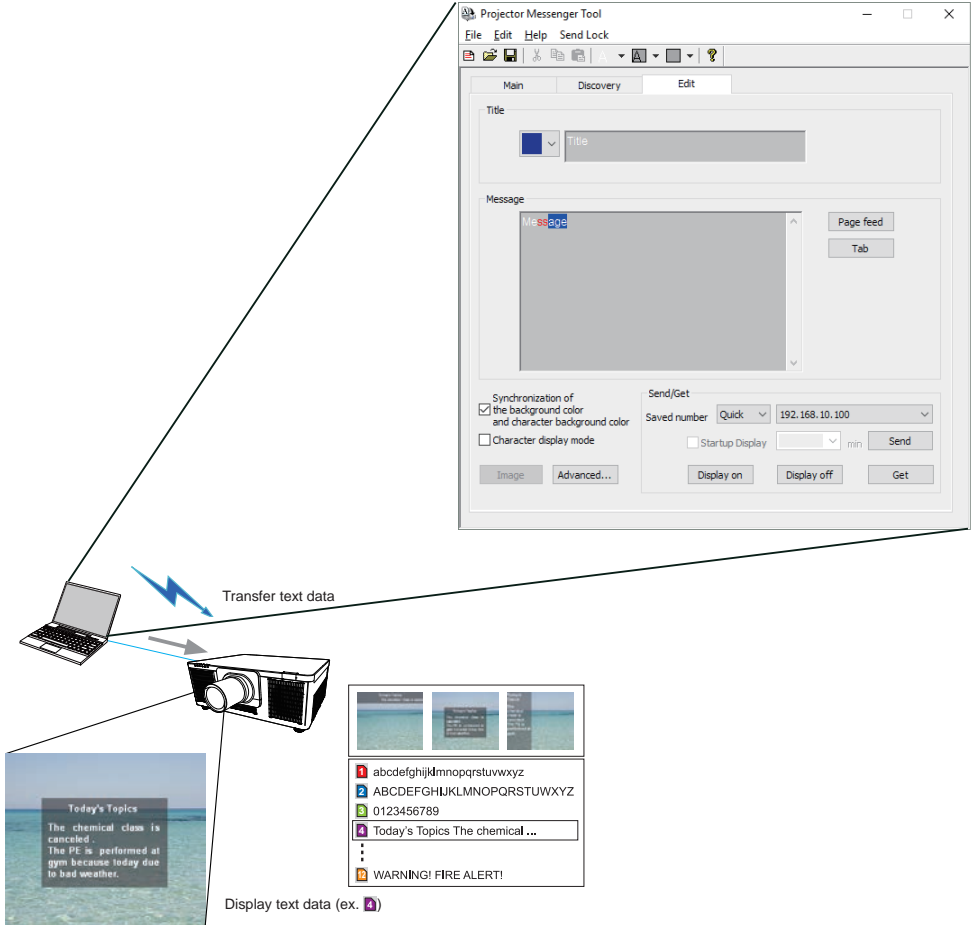 Projector Messenger Tool
File Edit Help Send Lock
A A ?
Main Discovery Edit
Title
Title
Message
Message
Page feed
Tab
Synchronization of
the background color
and character background color
Character display mode
Image Advanced...
Send/Get
Saved number Quick 192.168.10.100
Startup Display min Send
Display on Display off Get
Transfer text data
Today's Topics
The chemical class is
canceled .
The PE is performed at
gym because today due
to bad weather.
1 abcdefghijklmnopqrstuvwxyz
2 ABCDEFGHIJKLMNOPQRSTUWXYZ
3 0123456789
4 Today's Topics The chemical ...
12 WARNING! FIRE ALERT!
Display text data (ex. 4)